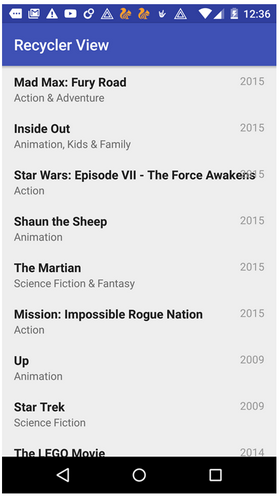 12:36
Recycler View
Mad Max: Fury Road 2015
Action & Adventure
Inside Out 2015
Animation, Kids & Family
Star Wars: Episode VII - The Force Awakens 2015
Action
Shaun the Sheep 2015
Animation
The Martian 2015
Science Fiction & Fantasy
Mission: Impossible Rogue Nation 2015
Action
Up 2009
Animation
Star Trek 2009
Science Fiction
The LEGO Movie 2014